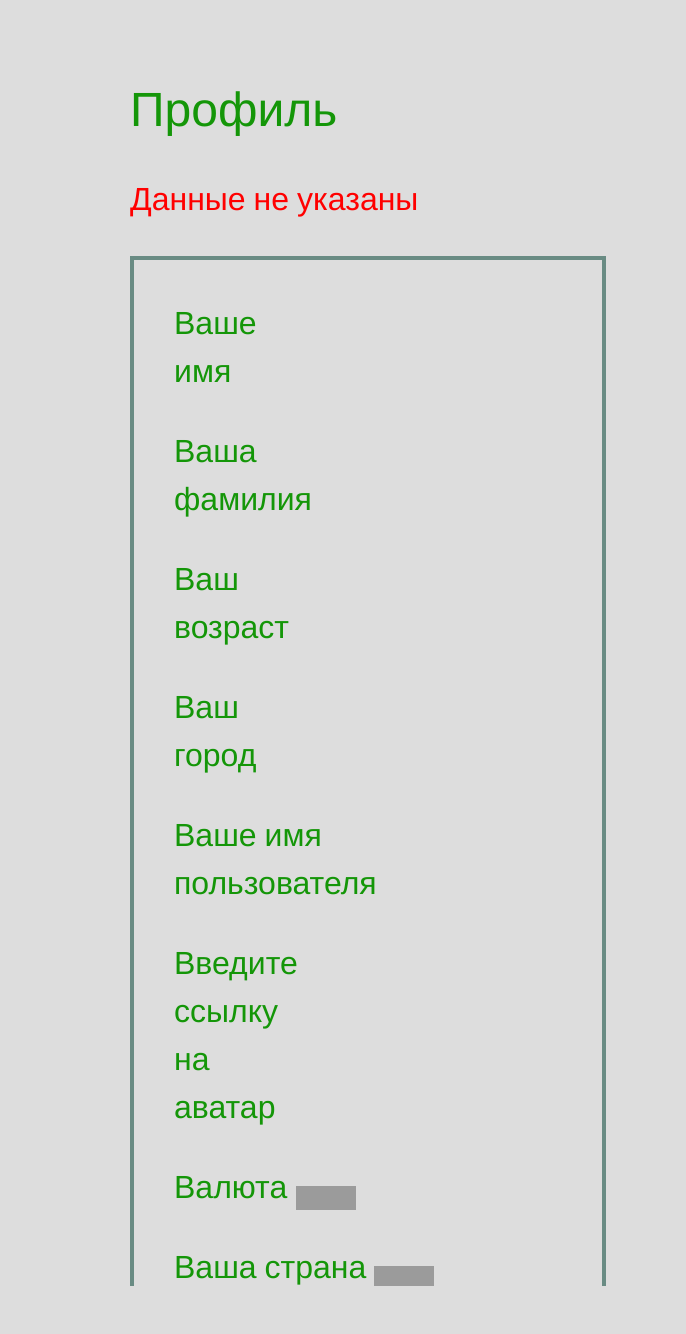 Профиль
Данные не указаны
Ваше
имя
Ваша
фамилия
Ваш
возраст
Ваш
город
Ваше имя
пользователя
Введите
ссылку
на
аватар
Валюта
Ваша страна